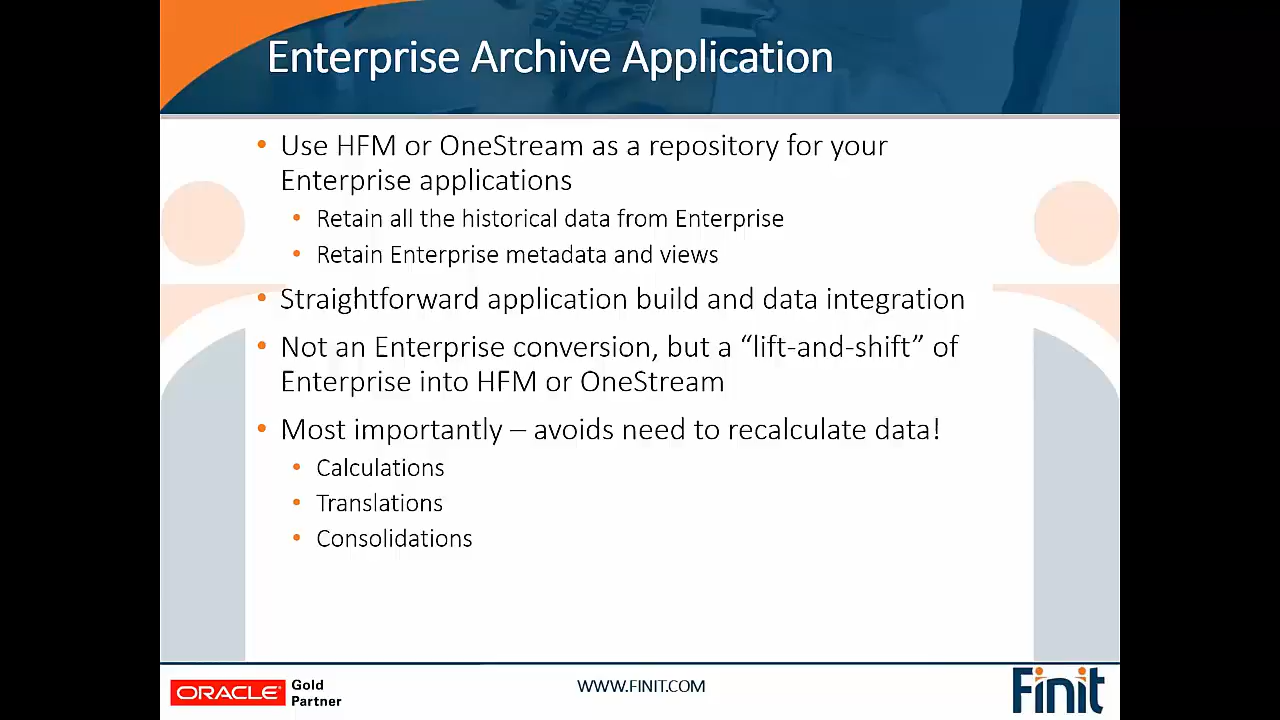 Enterprise Archive Application
• Use HFM or OneStream as a repository for your
Enterprise applications
• Retain all the historical data from Enterprise
• Retain Enterprise metadata and views
• Straightforward application build and data integration
• Not an Enterprise conversion, but a “lift-and-shift” of
Enterprise into HFM or OneStream
• Most importantly – avoids need to recalculate data!
• Calculations
• Translations
• Consolidations
ORACLE Gold
Partner
WWW.FINIT.COM
Finit